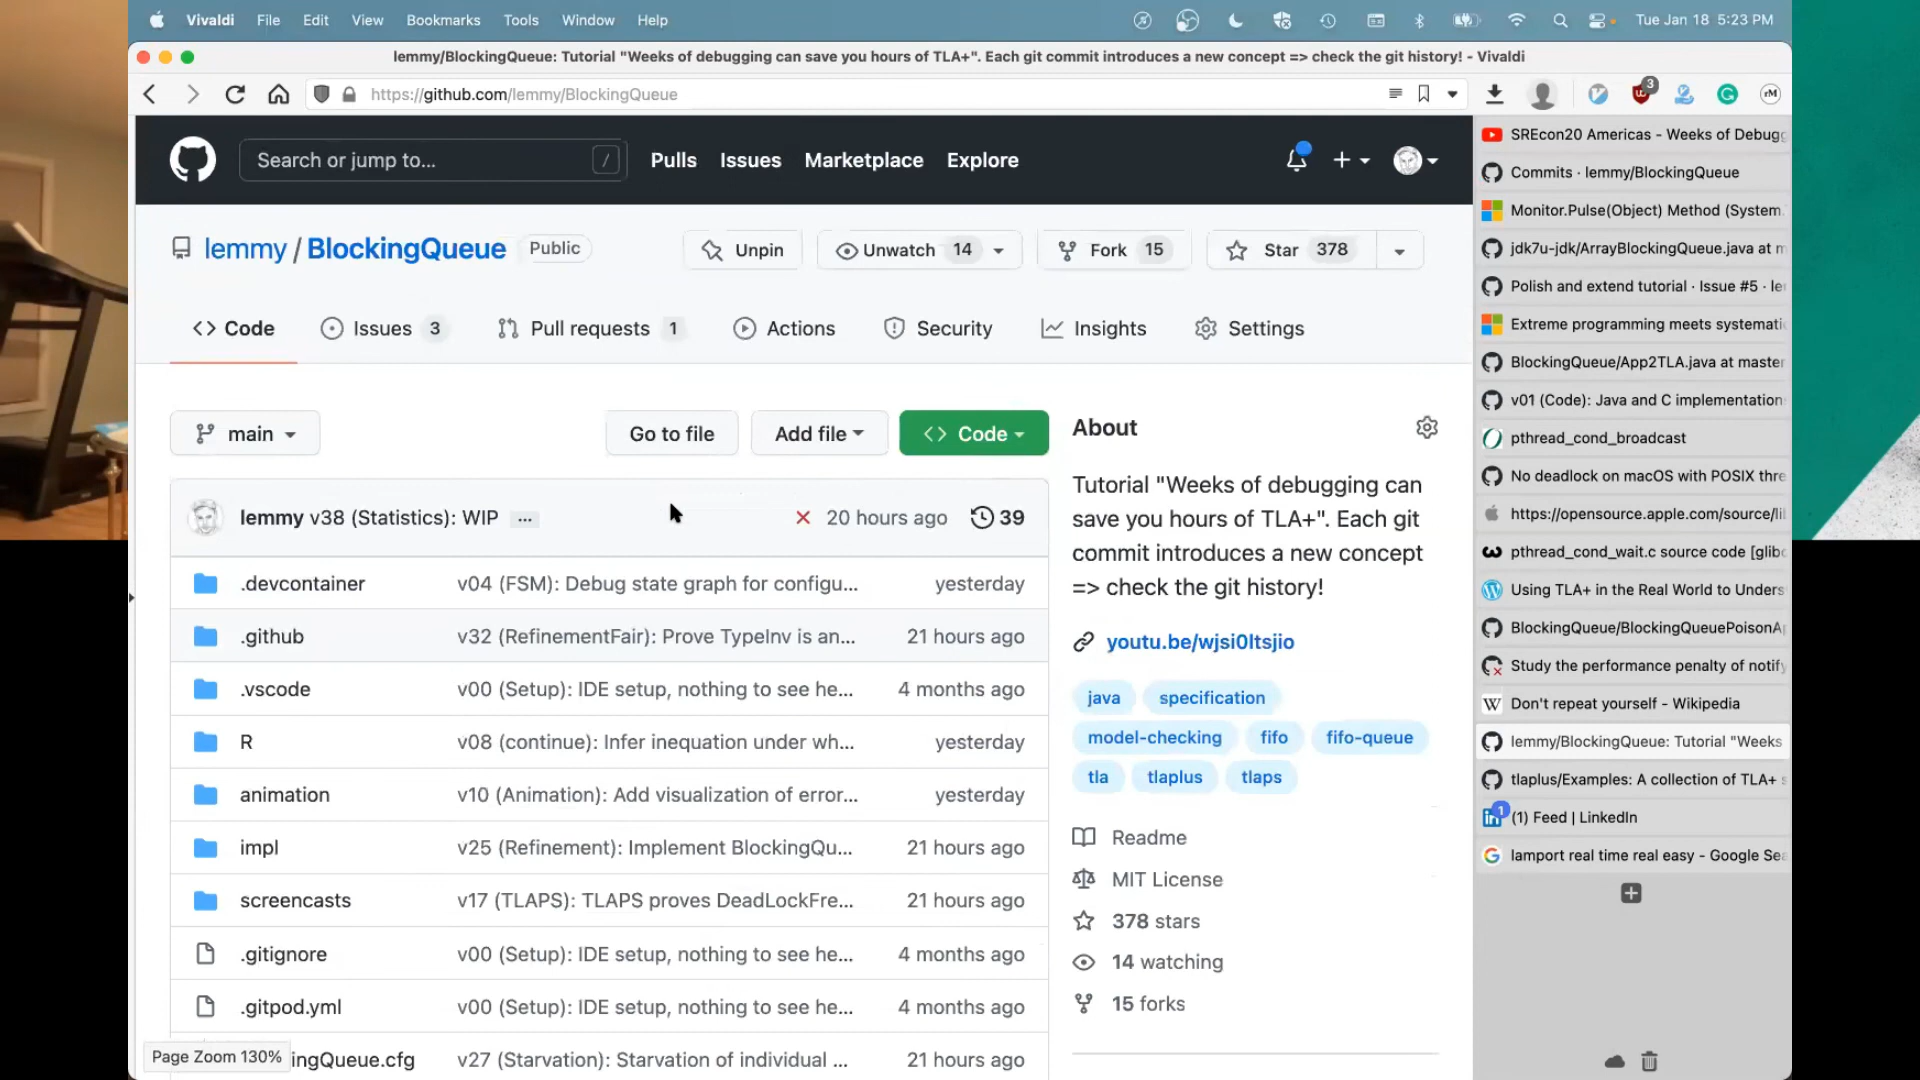 Vivaldi File Edit View Bookmarks Tools Window Help Tue Jan 18 5:23 PM
lemmy/BlockingQueue: Tutorial "Weeks of debugging can save you hours of TLA+". Each git commit introduces a new concept => check the git history! - Vivaldi
https://github.com/lemmy/BlockingQueue
3
rM
Search or jump to... /
Pulls Issues Marketplace Explore
lemmy / BlockingQueue Public
Unpin Unwatch 14 Fork 15 Star 378
Code Issues 3 Pull requests 1 Actions Security Insights Settings
main Go to file Add file Code
lemmy v38 (Statistics): WIP ... 20 hours ago 39
.devcontainer v04 (FSM): Debug state graph for configu... yesterday
.github v32 (RefinementFair): Prove TypeInv is an... 21 hours ago
.vscode v00 (Setup): IDE setup, nothing to see he... 4 months ago
R v08 (continue): Infer inequation under wh... yesterday
animation v10 (Animation): Add visualization of error... yesterday
impl v25 (Refinement): Implement BlockingQu... 21 hours ago
screencasts v17 (TLAPS): TLAPS proves DeadLockFre... 21 hours ago
.gitignore v00 (Setup): IDE setup, nothing to see he... 4 months ago
.gitpod.yml v00 (Setup): IDE setup, nothing to see he... 4 months ago
ingQueue.cfg v27 (Starvation): Starvation of individual ... 21 hours ago
Page Zoom 130%
About
Tutorial "Weeks of debugging can
save you hours of TLA+". Each git
commit introduces a new concept
=> check the git history!
youtu.be/wjsi0ltsjio
java specification
model-checking fifo fifo-queue
tla tlaplus tlaps
Readme
MIT License
378 stars
14 watching
15 forks
SREcon20 Americas - Weeks of Debugg
Commits · lemmy/BlockingQueue
Monitor.Pulse(Object) Method (System.
jdk7u-jdk/ArrayBlockingQueue.java at m
Polish and extend tutorial · Issue #5 · le
Extreme programming meets systemati
BlockingQueue/App2TLA.java at master
v01 (Code): Java and C implementation
pthread_cond_broadcast
No deadlock on macOS with POSIX thre
https://opensource.apple.com/source/li
pthread_cond_wait.c source code [glibc
Using TLA+ in the Real World to Unders
BlockingQueue/BlockingQueuePoisonA
Study the performance penalty of notify
W Don't repeat yourself - Wikipedia
lemmy/BlockingQueue: Tutorial "Weeks
tlaplus/Examples: A collection of TLA+ s
in 1 (1) Feed | LinkedIn
lamport real time real easy - Google Sea